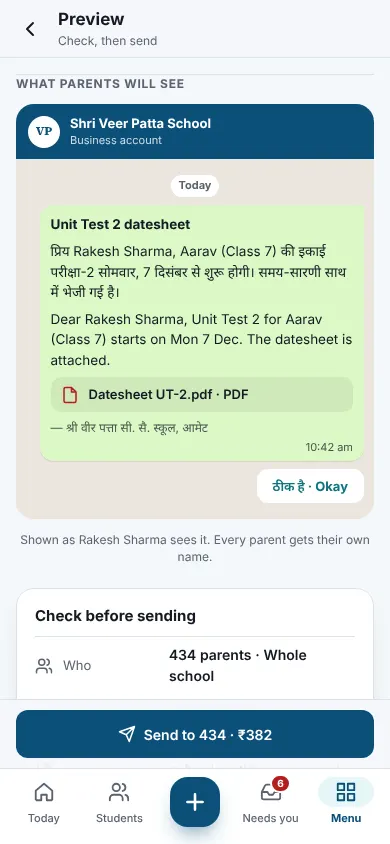 Preview
Check, then send
WHAT PARENTS WILL SEE
VP
Shri Veer Patta School
Business account
Today
Unit Test 2 datesheet
प्रिय Rakesh Sharma, Aarav (Class 7) की इकाई
परीक्षा-2 सोमवार, 7 दिसंबर से शुरू होगी। समय-सारणी साथ
में भेजी गई है।
Dear Rakesh Sharma, Unit Test 2 for Aarav
(Class 7) starts on Mon 7 Dec. The datesheet is
attached.
Datesheet UT-2.pdf · PDF
— श्री वीर पत्ता सी. सै. स्कूल, आमेट
10:42 am
ठीक है · Okay
Shown as Rakesh Sharma sees it. Every parent gets their own
name.
Check before sending
Who
434 parents · Whole
school
Send to 434 · ₹382
6
Today
Students
Needs you
Menu